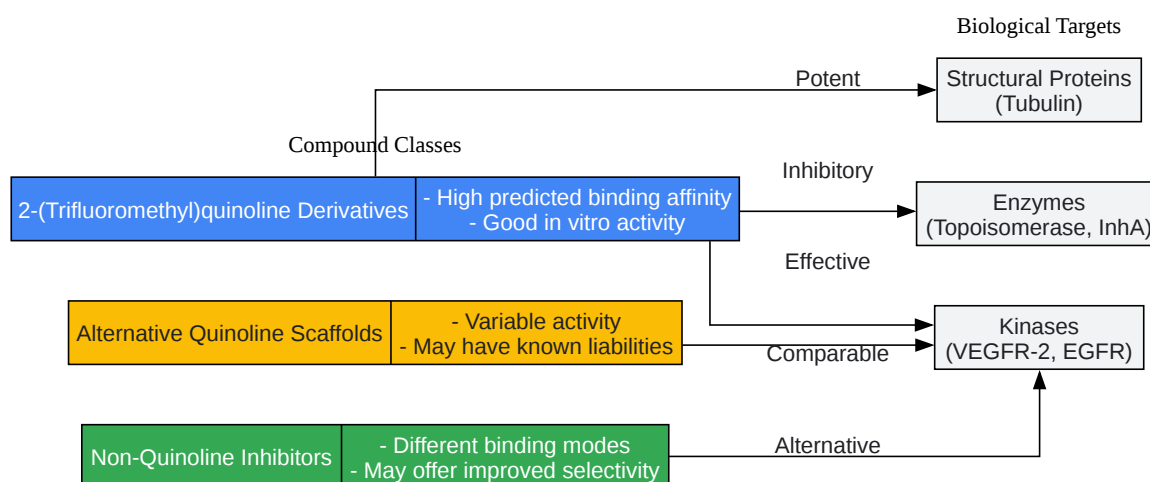 Biological Targets
Potent
Structural Proteins
(Tubulin)
Compound Classes
2-(Trifluoromethyl)quinoline Derivatives
- High predicted binding affinity
- Good in vitro activity
Inhibitory
Enzymes
(Topoisomerase, InhA)
Effective
Alternative Quinoline Scaffolds
- Variable activity
- May have known liabilities
Comparable
Kinases
(VEGFR-2, EGFR)
Non-Quinoline Inhibitors
- Different binding modes
- May offer improved selectivity
Alternative